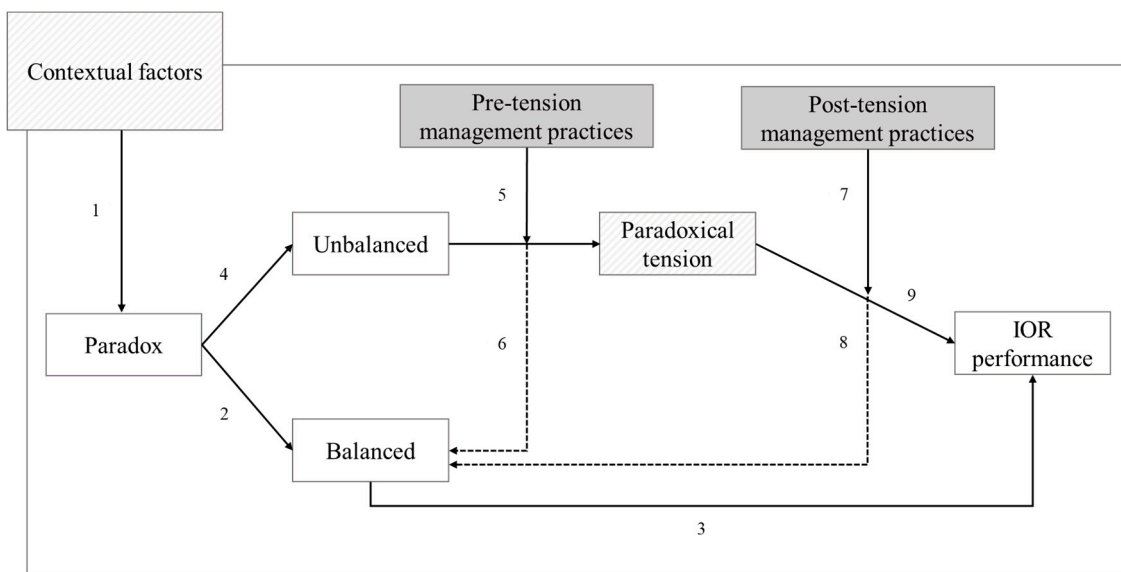 Contextual factors
Pre-tension
management practices
Post-tension
management practices
1
5
7
Unbalanced
Paradoxical
tension
4
9
Paradox
6
8
IOR
performance
2
Balanced
3